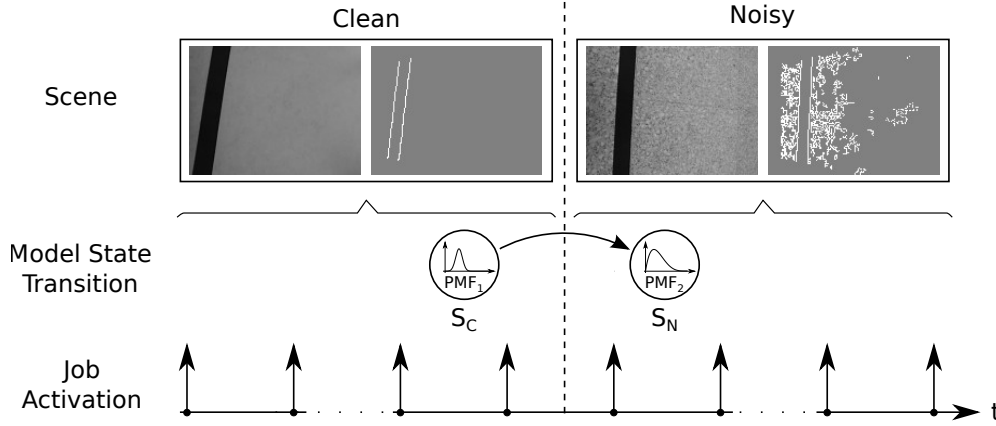 Clean
Noisy
Scene
Model State
Transition
PMF1
PMF2
SC
SN
Job
Activation
t